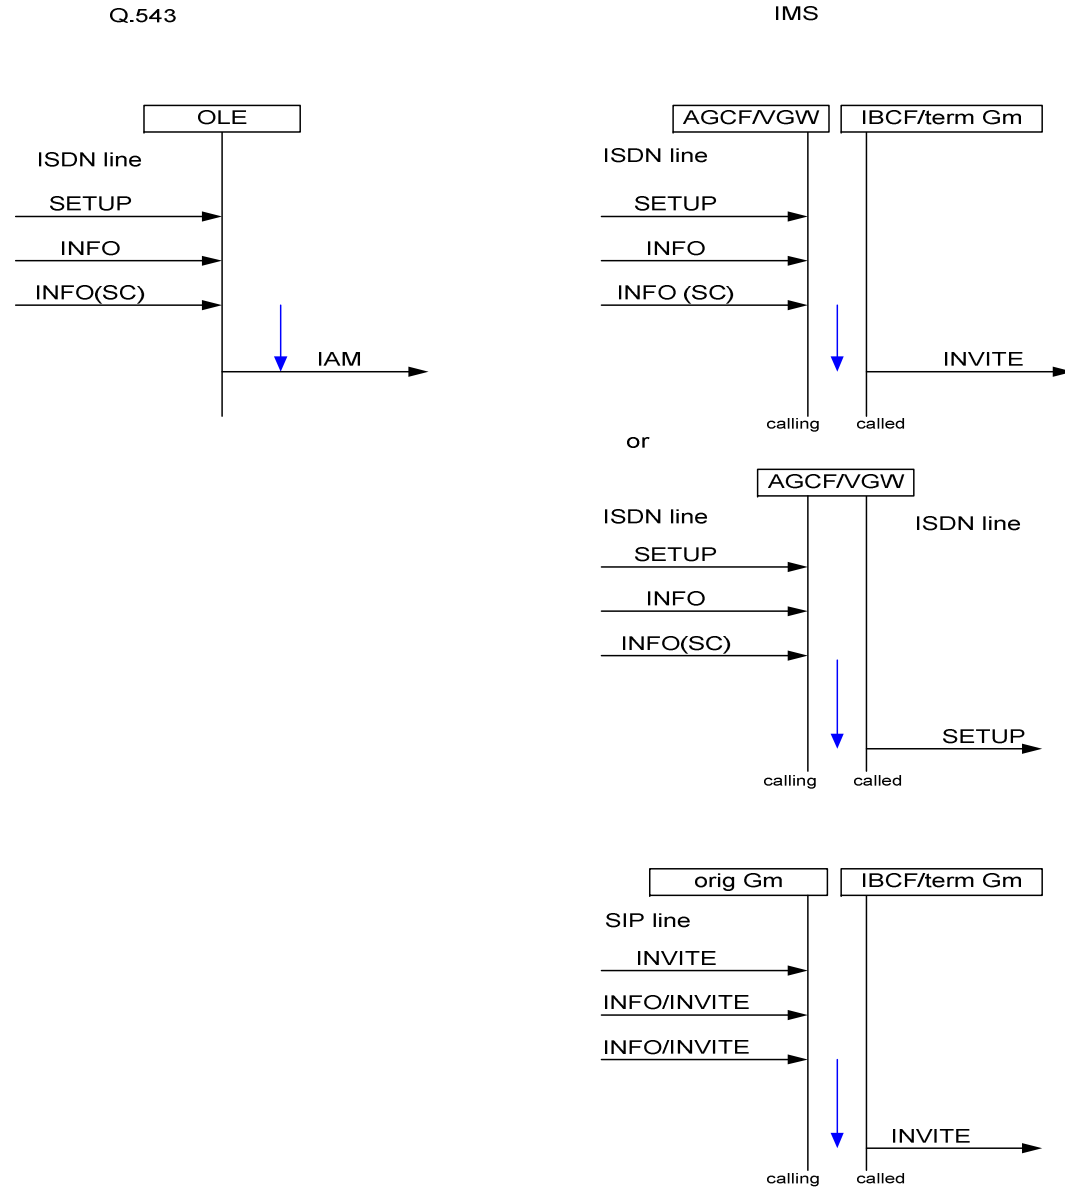 Q.543
IMS
OLE
ISDN line
SETUP
INFO
INFO(SC)
IAM
AGCF/VGW
IBCF/term Gm
ISDN line
SETUP
INFO
INFO (SC)
INVITE
calling
called
or
AGCF/VGW
ISDN line
ISDN line
SETUP
INFO
INFO(SC)
SETUP
calling
called
orig Gm
IBCF/term Gm
SIP line
INVITE
INFO/INVITE
INFO/INVITE
INVITE
calling
called